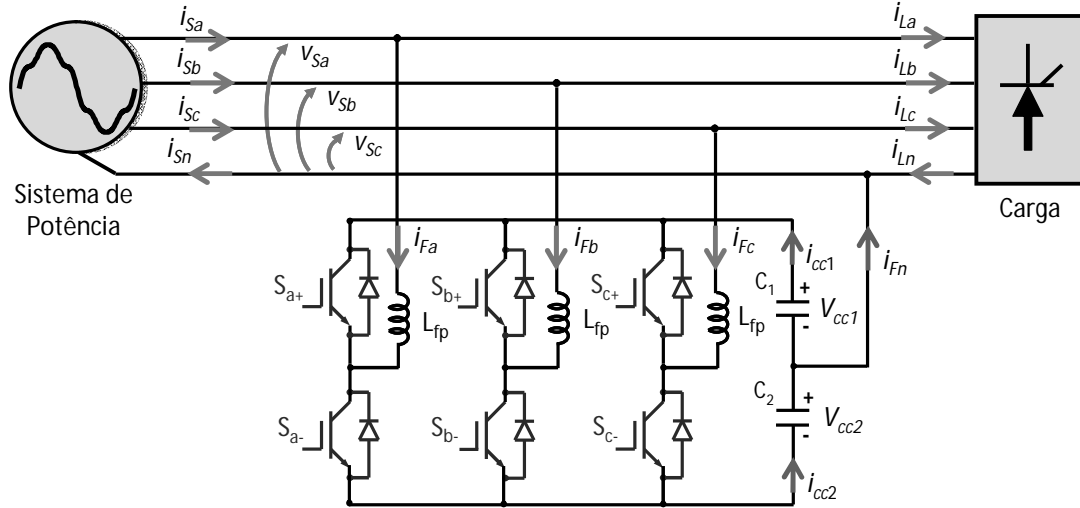 iSa
iLa
vSa
iSb
iLb
vSb
iSc
iLc
vSc
iSn
iLn
Sistema de
Potência
Carga
iFa
iFb
iFc
icc1
iFn
Sa+
Sb+
Sc+
C1
+
Vcc1
-
Lfp
Lfp
Lfp
C2
+
Vcc2
-
Sa-
Sb-
Sc-
icc2